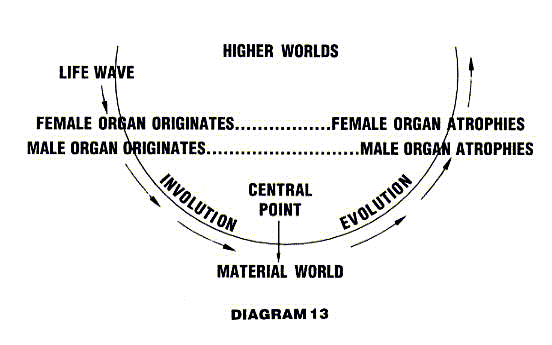 HIGHER WORLDS
LIFE WAVE
FEMALE ORGAN ORIGINATES.................FEMALE ORGAN ATROPHIES
MALE ORGAN ORIGINATES...........................MALE ORGAN ATROPHIES
INVOLUTION
CENTRAL
POINT
EVOLUTION
MATERIAL WORLD
DIAGRAM 13